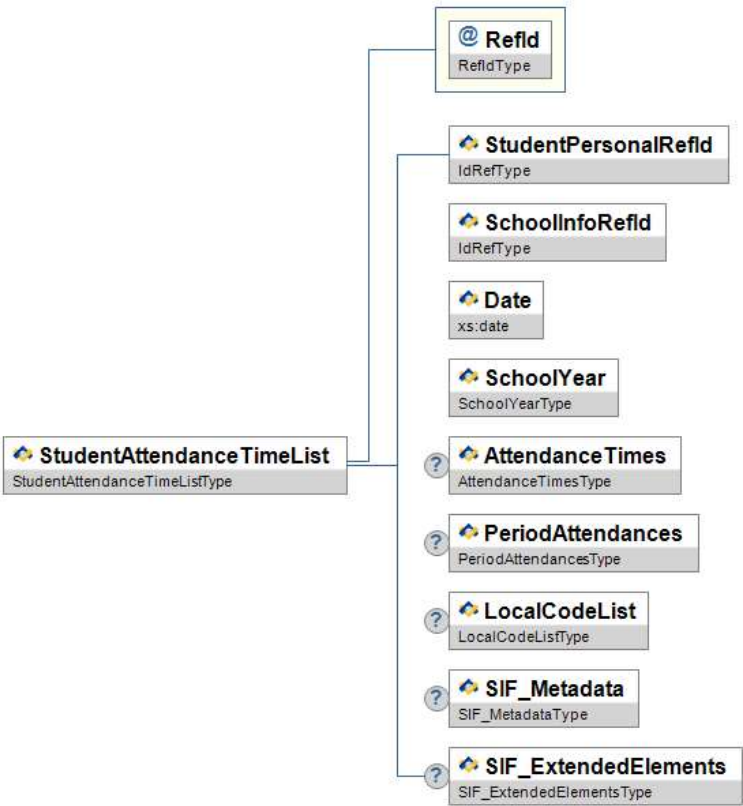 @ RefId
RefIdType
StudentPersonalRefId
IdRefType
SchoolInfoRefId
IdRefType
Date
xs:date
SchoolYear
SchoolYearType
StudentAttendanceTimeList
StudentAttendanceTimeListType
? AttendanceTimes
AttendanceTimesType
? PeriodAttendances
PeriodAttendancesType
? LocalCodeList
LocalCodeListType
? SIF_Metadata
SIF_MetadataType
? SIF_ExtendedElements
SIF_ExtendedElementsType